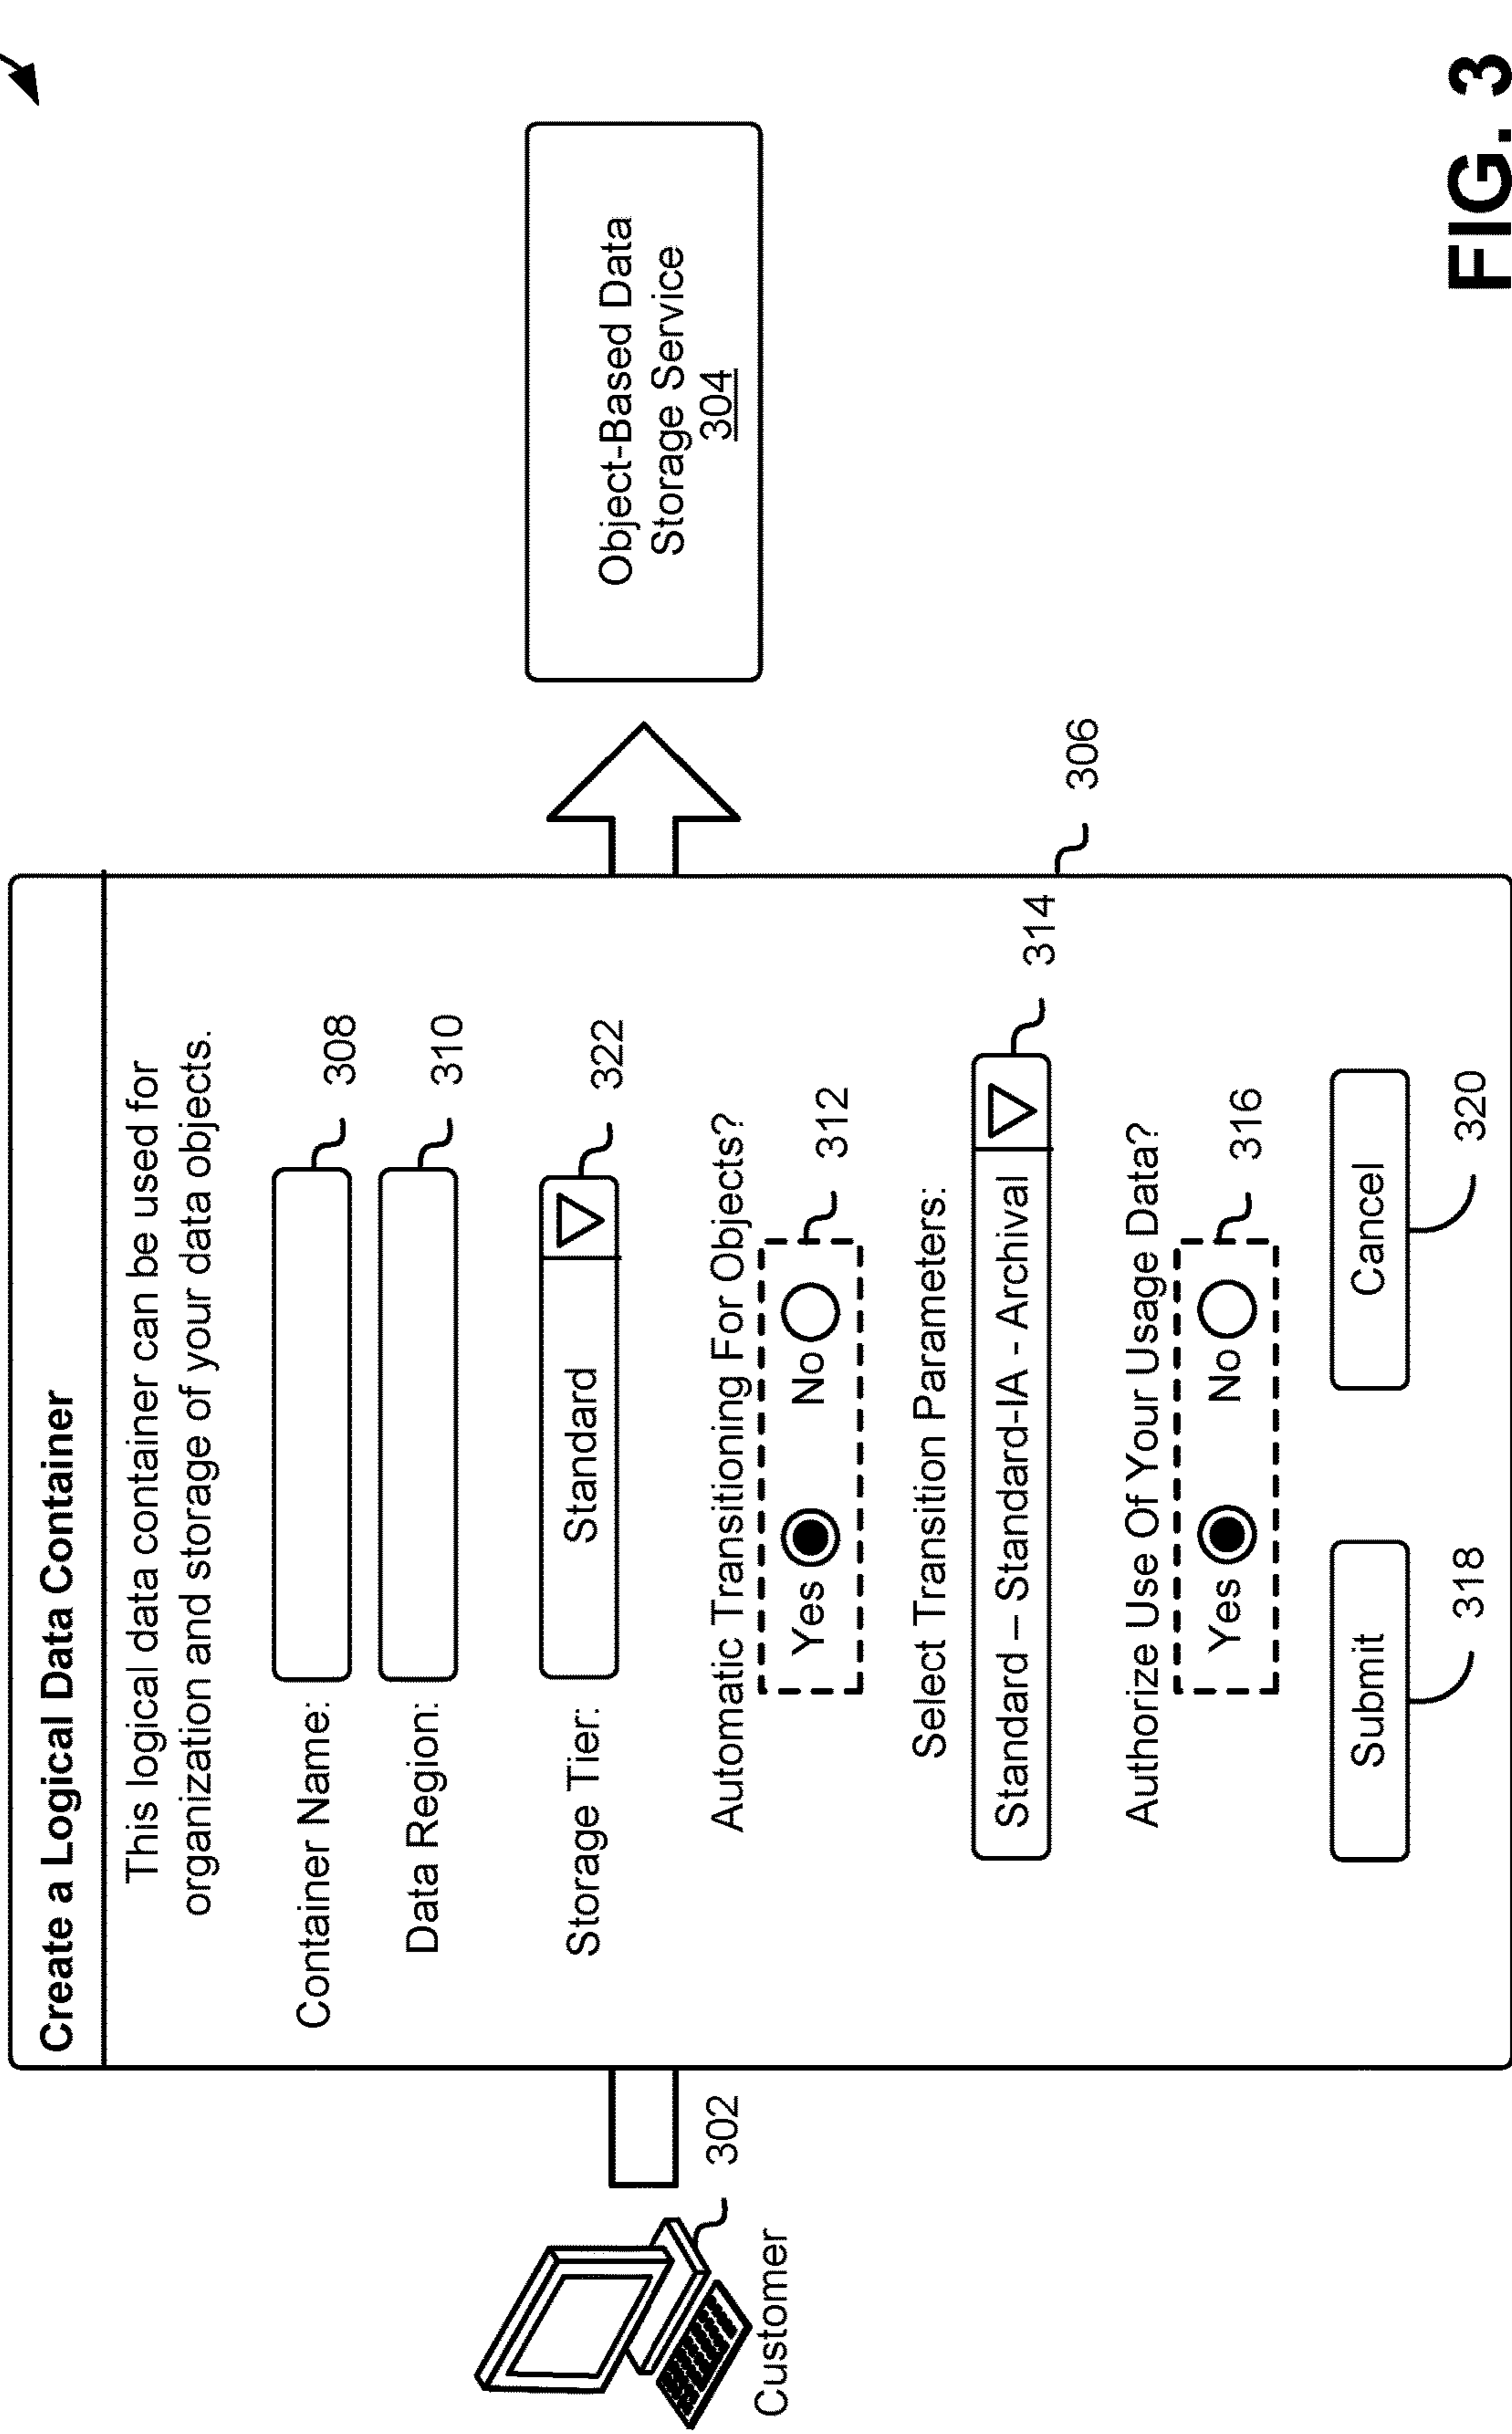 Create a Logical Data Container
This logical data container can be used for
organization and storage of your data objects.
Container Name:
308
Data Region:
310
Storage Tier:
Standard
322
Automatic Transitioning For Objects?
Yes
No
312
Select Transition Parameters:
Standard – Standard-IA - Archival
314
Authorize Use Of Your Usage Data?
Yes
No
316
Submit
318
Cancel
320
306
Customer
302
Object-Based Data
Storage Service
304
FIG. 3